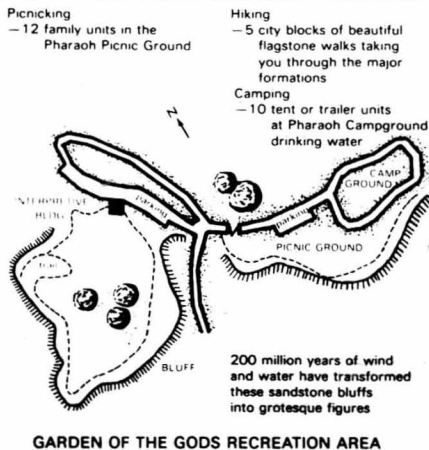 Picnicking
— 12 family units in the
Pharaoh Picnic Ground
Hiking
— 5 city blocks of beautiful
flagstone walks taking
you through the major
formations
Camping
— 10 tent or trailer units
at Pharaoh Campground
drinking water
N
parking
INTERPRETIVE
BLDG.
parking
CAMP
GROUND
PICNIC GROUND
BLUFF
200 million years of wind
and water have transformed
these sandstone bluffs
into grotesque figures
GARDEN OF THE GODS RECREATION AREA